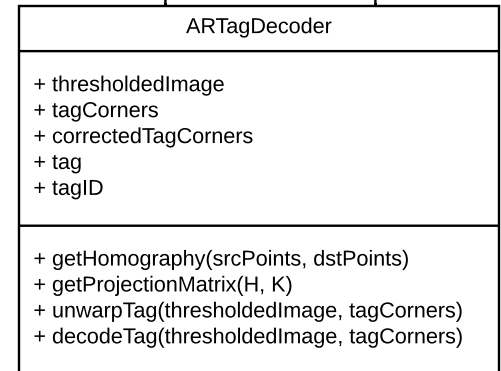 ARTagDecoder
+ thresholdedImage
+ tagCorners
+ correctedTagCorners
+ tag
+ tagID
+ getHomography(srcPoints, dstPoints)
+ getProjectionMatrix(H, K)
+ unwarpTag(thresholdedImage, tagCorners)
+ decodeTag(thresholdedImage, tagCorners)